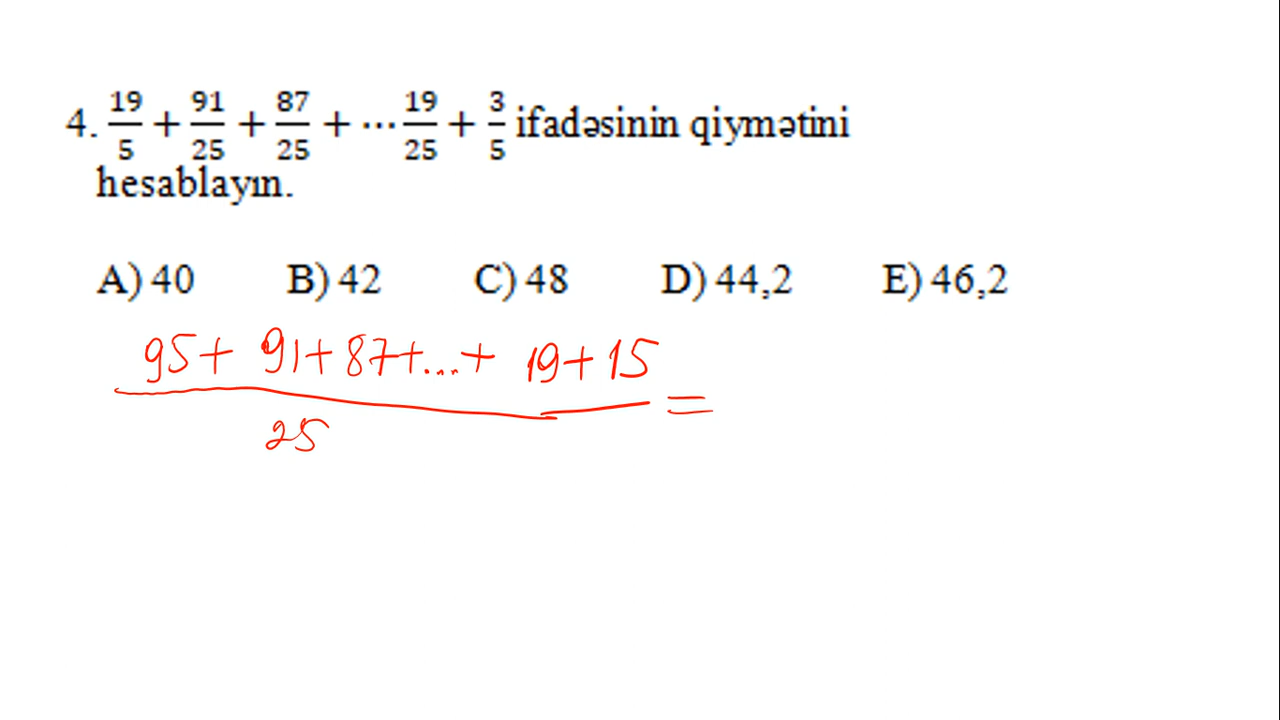 4. 19/5 + 91/25 + 87/25 + ⋯ 19/25 + 3/5 ifadəsinin qiymətini
hesablayın.
A) 40 B) 42 C) 48 D) 44,2 E) 46,2
95+ 91+87+...+ 19+15 =
25